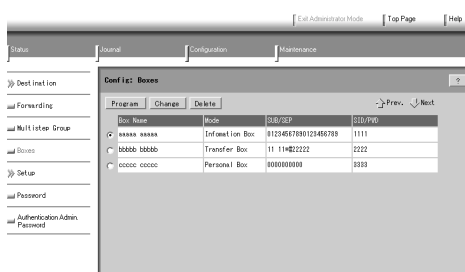 Exit Administrator Mode
Top Page
Help
Status
Journal
Configuration
Maintenance
Destination
Forwarding
Multistep Group
Boxes
Setup
Password
Authentication Admin.
Password
Config: Boxes
?
Program Change Delete
Prev. Next
Box Name Mode SUB/SEP SID/PWD
aaaaa aaaaa Infomation Box 01234567890123456789 1111
bbbbb bbbbb Transfer Box 11 11*#22222 2222
ccccc ccccc Personal Box 0000000000 3333